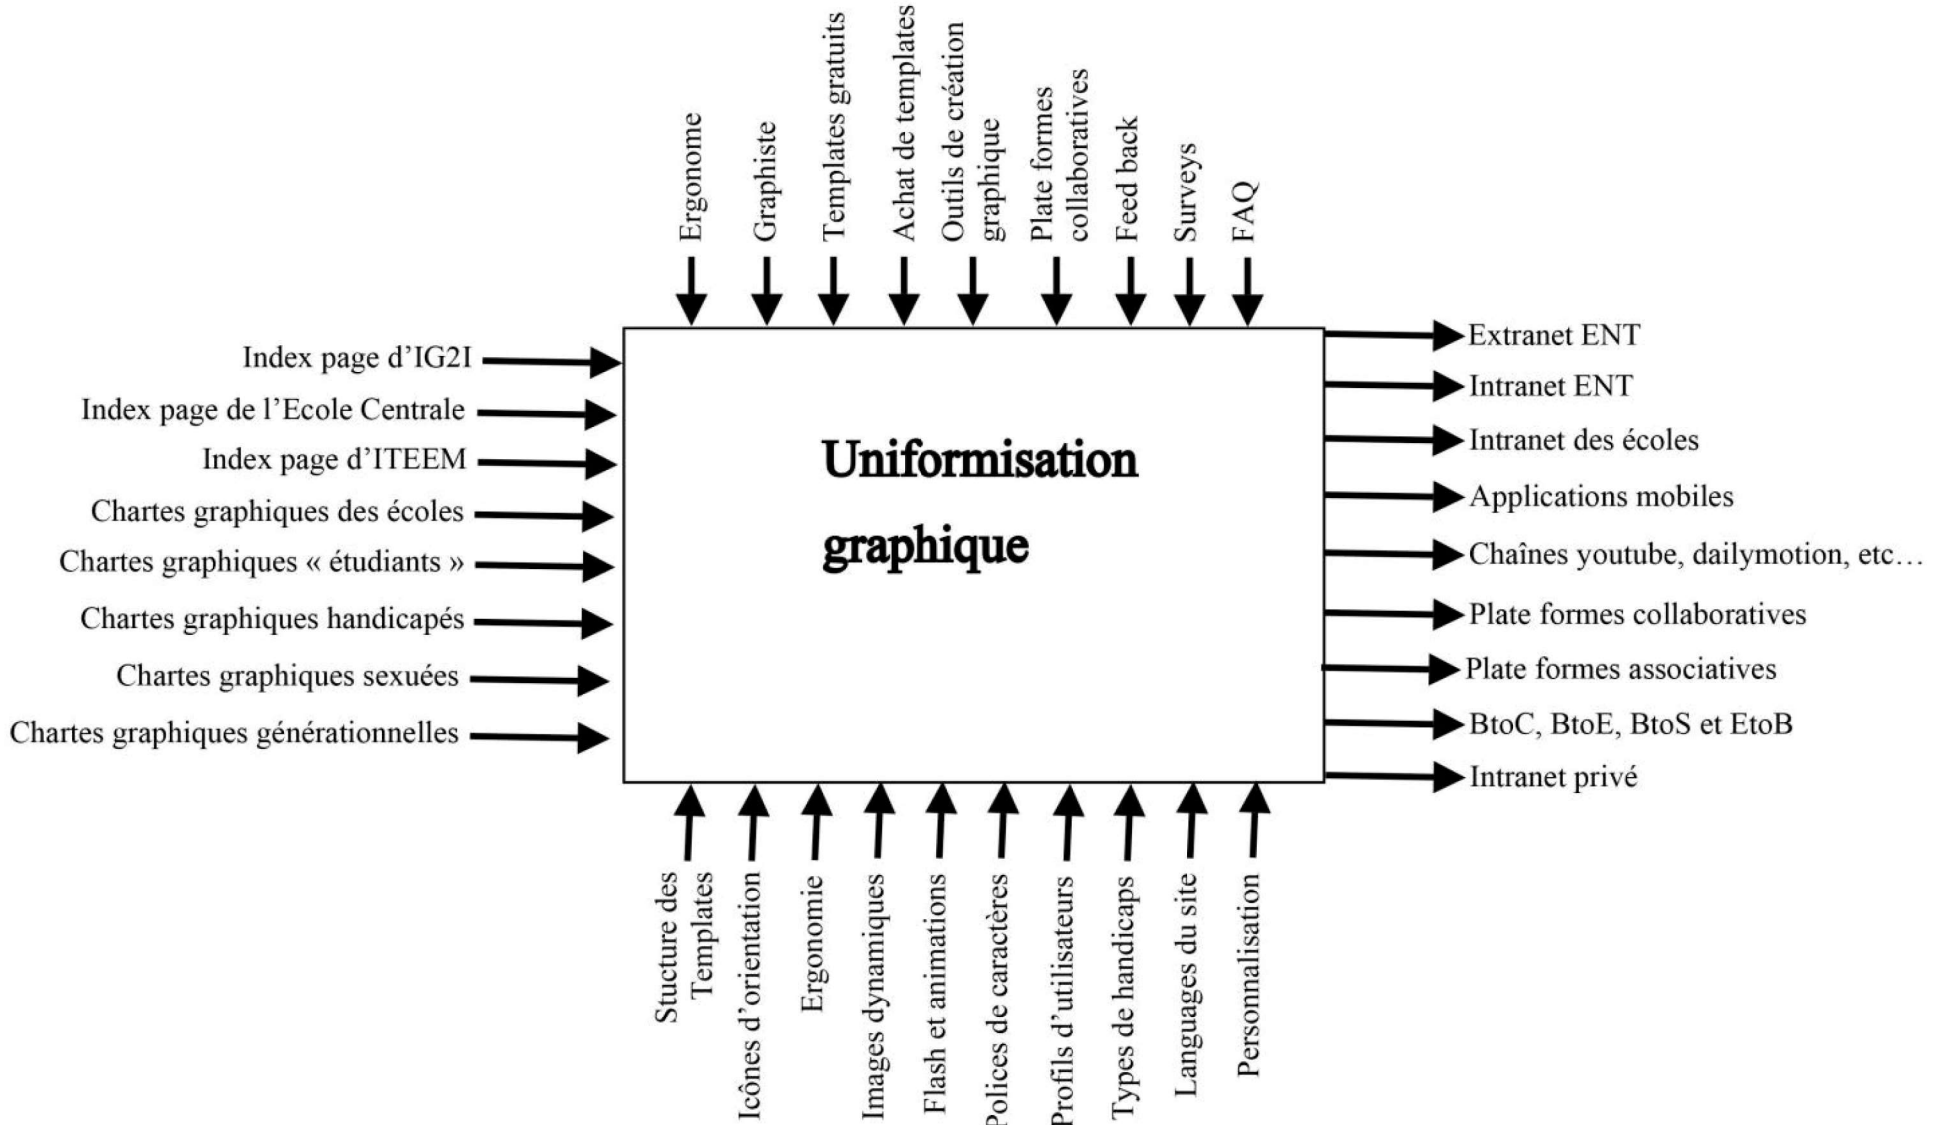 Ergonome
Graphiste
Templates gratuits
Achat de templates
Outils de création
graphique
Plate formes
collaboratives
Feed back
Surveys
FAQ
Index page d’IG2I
Index page de l’Ecole Centrale
Index page d’ITEEM
Chartes graphiques des écoles
Chartes graphiques « étudiants »
Chartes graphiques handicapés
Chartes graphiques sexuées
Chartes graphiques générationnelles
Uniformisation
graphique
Extranet ENT
Intranet ENT
Intranet des écoles
Applications mobiles
Chaînes youtube, dailymotion, etc…
Plate formes collaboratives
Plate formes associatives
BtoC, BtoE, BtoS et EtoB
Intranet privé
Stucture des
Templates
Icônes d’orientation
Ergonomie
Images dynamiques
Flash et animations
Polices de caractères
Profils d’utilisateurs
Types de handicaps
Languages du site
Personnalisation